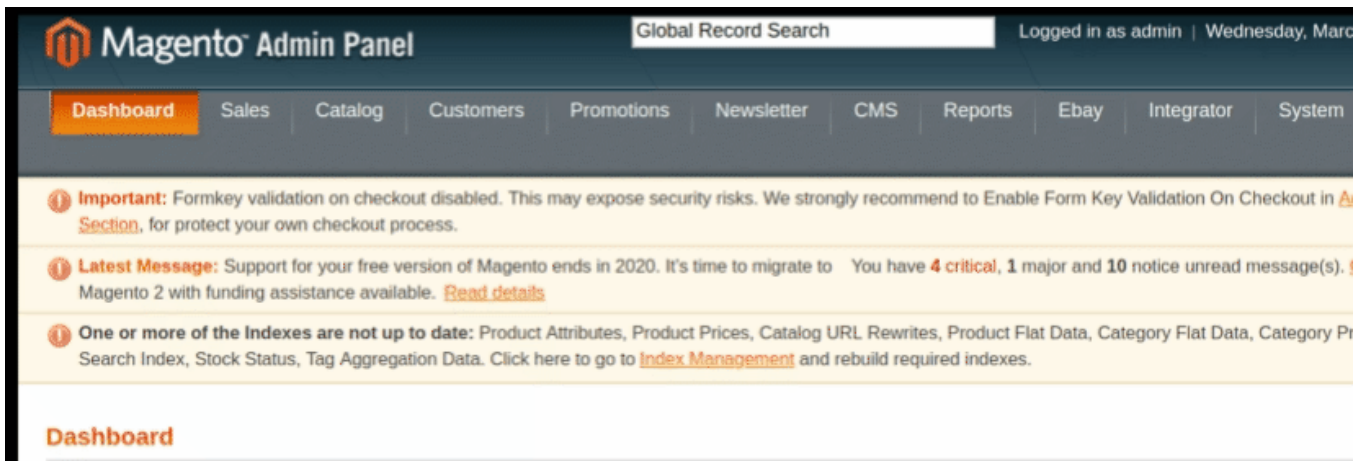 Magento™ Admin Panel
Global Record Search
Logged in as admin | Wednesday, Marc
Dashboard Sales Catalog Customers Promotions Newsletter CMS Reports Ebay Integrator System
Important: Formkey validation on checkout disabled. This may expose security risks. We strongly recommend to Enable Form Key Validation On Checkout in
Section, for protect your own checkout process.
Latest Message: Support for your free version of Magento ends in 2020. It's time to migrate to You have 4 critical, 1 major and 10 notice unread message(s).
Magento 2 with funding assistance available. Read details
One or more of the Indexes are not up to date: Product Attributes, Product Prices, Catalog URL Rewrites, Product Flat Data, Category Flat Data, Category Pr
Search Index, Stock Status, Tag Aggregation Data. Click here to go to Index Management and rebuild required indexes.
Dashboard